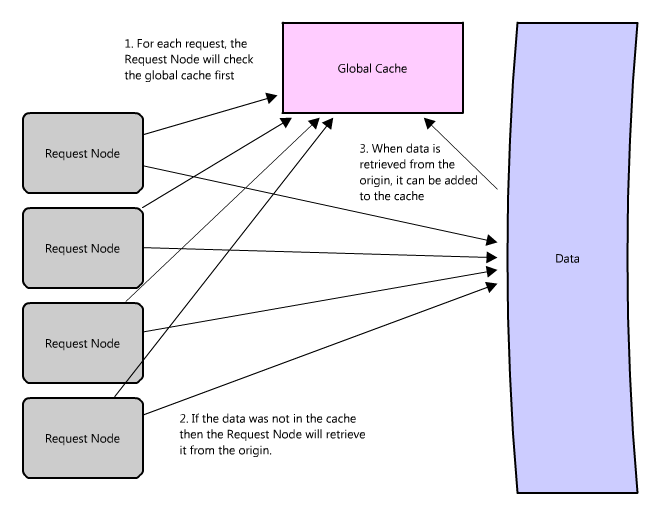 1. For each request, the
Request Node will check
the global cache first
Global Cache
Request Node
3. When data is
retrieved from the
origin, it can be added
to the cache
Request Node
Data
Request Node
Request Node
2. If the data was not in the cache
then the Request Node will retrieve
it from the origin.